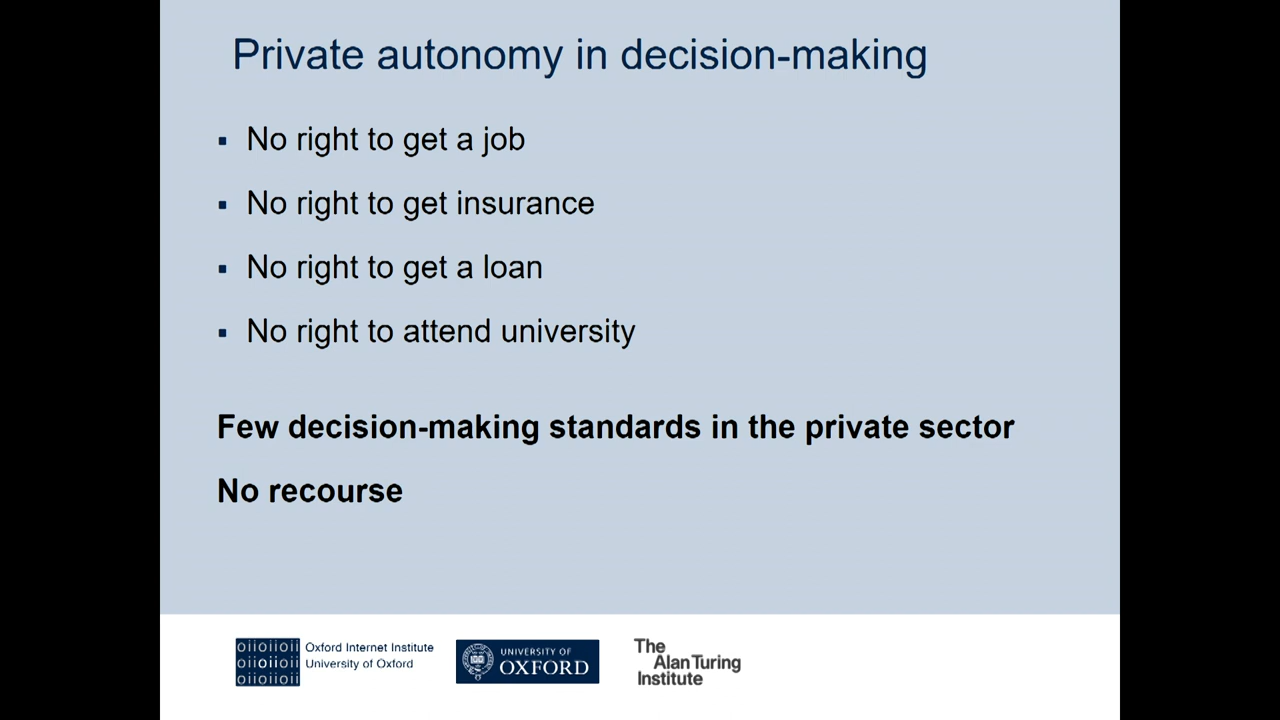 Private autonomy in decision-making
▪ No right to get a job
▪ No right to get insurance
▪ No right to get a loan
▪ No right to attend university
Few decision-making standards in the private sector
No recourse
oiioiioii
oiioiioii
oiioiioii
Oxford Internet Institute
University of Oxford
UNIVERSITY OF
OXFORD
The
Alan Turing
Institute